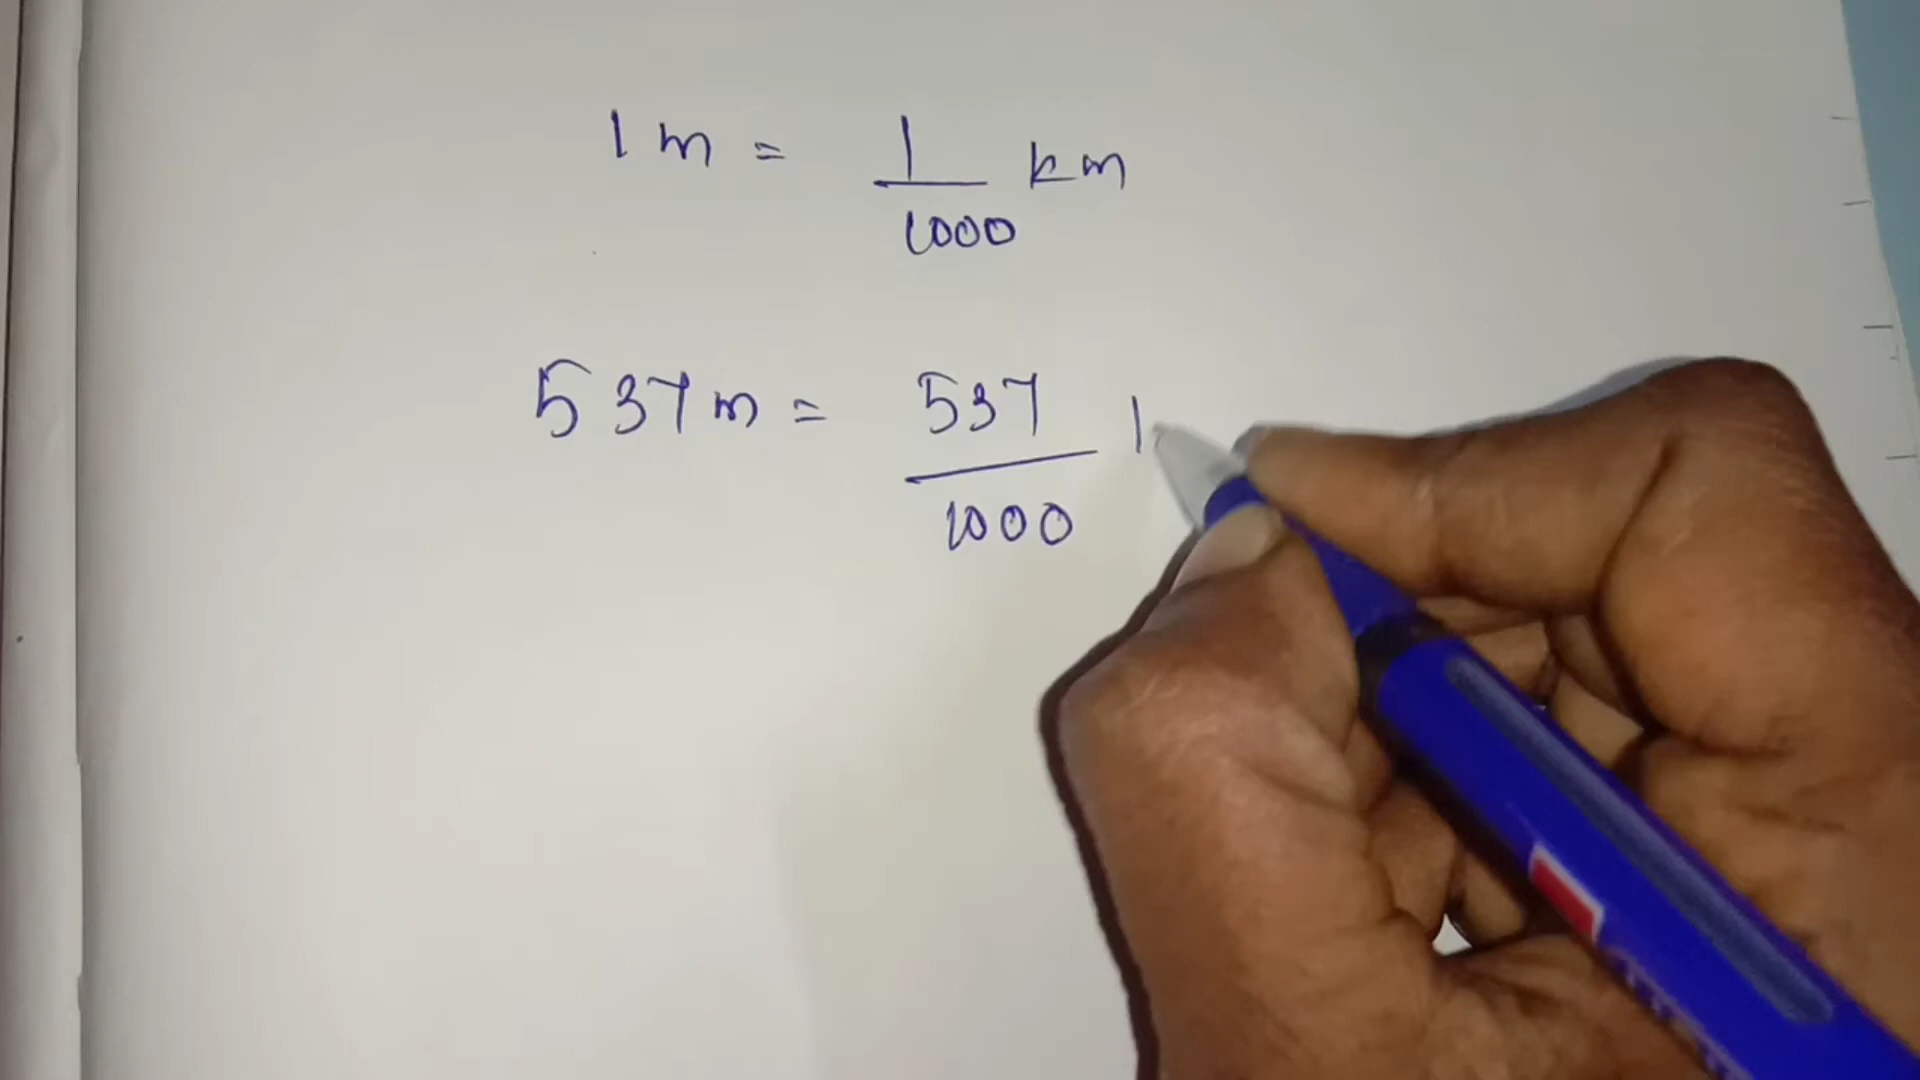 1 m = 1/1000 km
537 m = 537/1000